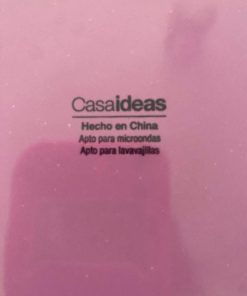 Casaideas
Hecho en China
Apto para microondas
Apto para lavavajillas